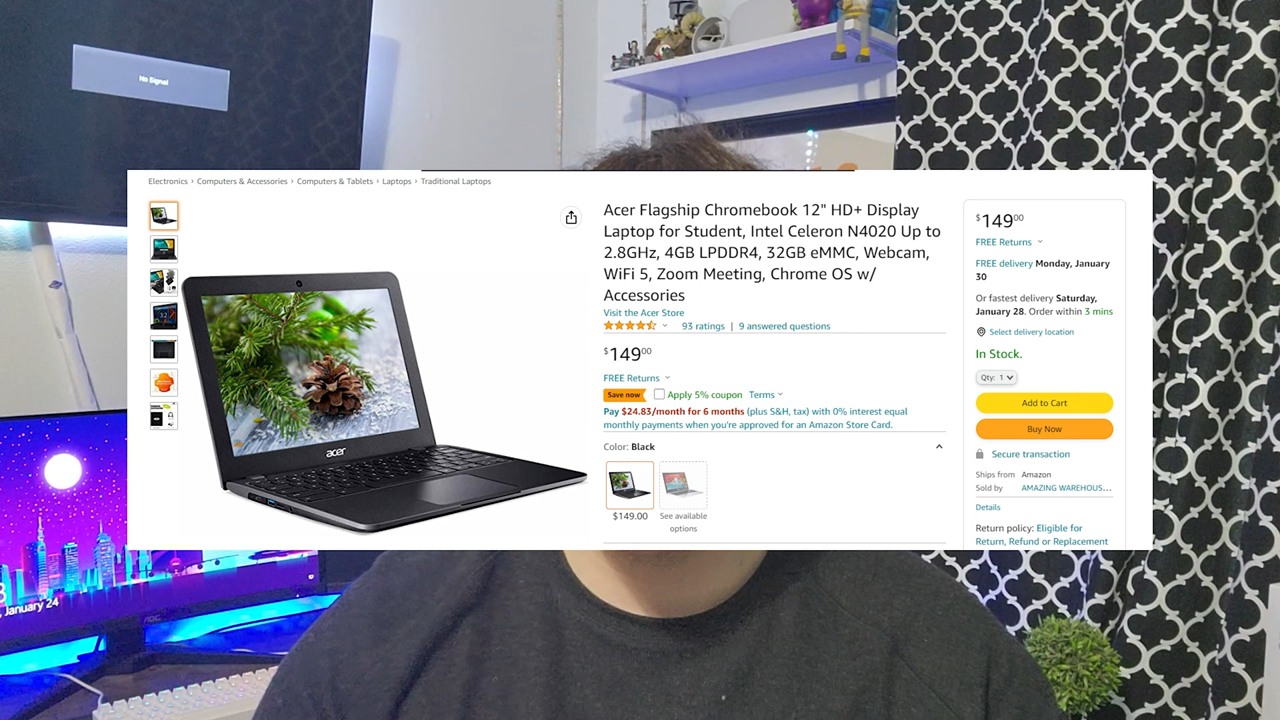 No Signal
Electronics › Computers & Accessories › Computers & Tablets › Laptops › Traditional Laptops
Acer Flagship Chromebook 12" HD+ Display
Laptop for Student, Intel Celeron N4020 Up to
2.8GHz, 4GB LPDDR4, 32GB eMMC, Webcam,
WiFi 5, Zoom Meeting, Chrome OS w/
Accessories
Visit the Acer Store
93 ratings | 9 answered questions
$14900
FREE Returns
Save now Apply 5% coupon Terms
Pay $24.83/month for 6 months (plus S&H, tax) with 0% interest equal
monthly payments when you're approved for an Amazon Store Card.
Color: Black
$149.00
See available
options
acer
$14900
FREE Returns
FREE delivery Monday, January
30
Or fastest delivery Saturday,
January 28. Order within 3 mins
Select delivery location
In Stock.
Qty: 1
Add to Cart
Buy Now
Secure transaction
Ships from Amazon
Sold by AMAZING WAREHOUS...
Details
Return policy: Eligible for
Return, Refund or Replacement
January 24
AOC